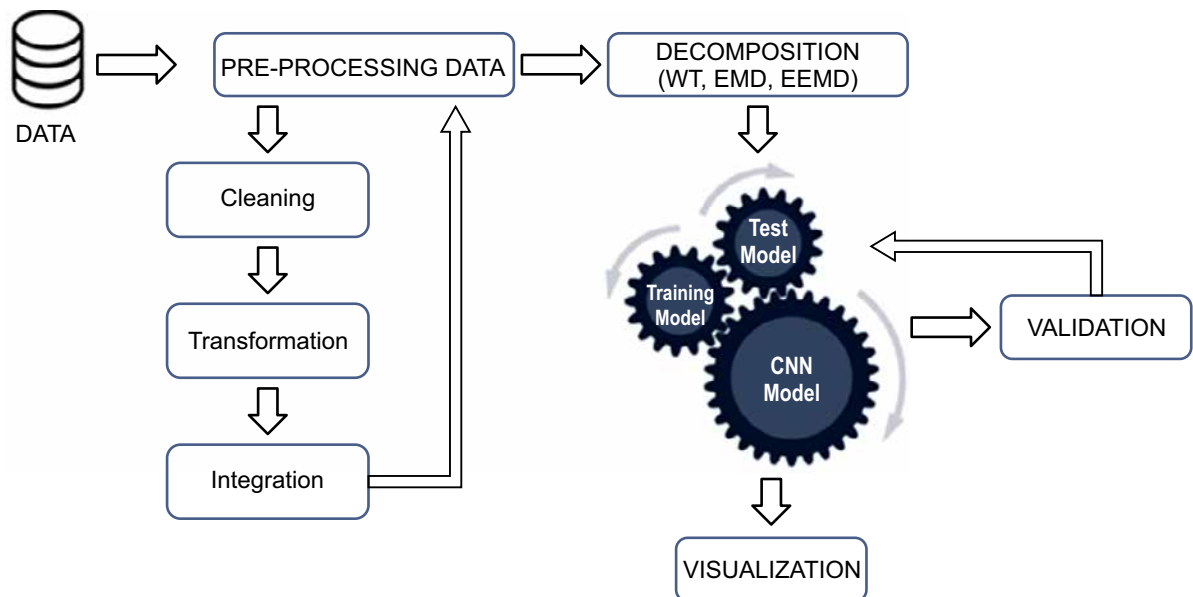 DATA
PRE-PROCESSING DATA
DECOMPOSITION
(WT, EMD, EEMD)
Cleaning
Transformation
Integration
Test
Model
Training
Model
CNN
Model
VALIDATION
VISUALIZATION